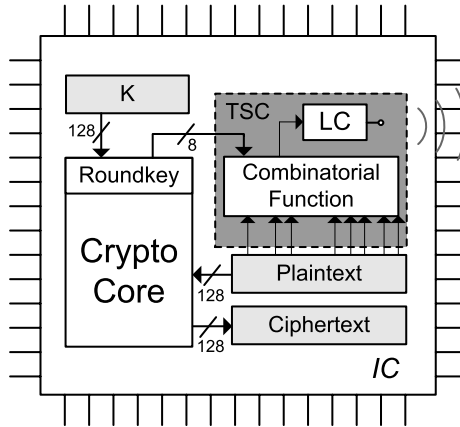 K
TSC
LC
128
8
Roundkey
Combinatorial
Function
Crypto
Core
Plaintext
128
Ciphertext
128
IC